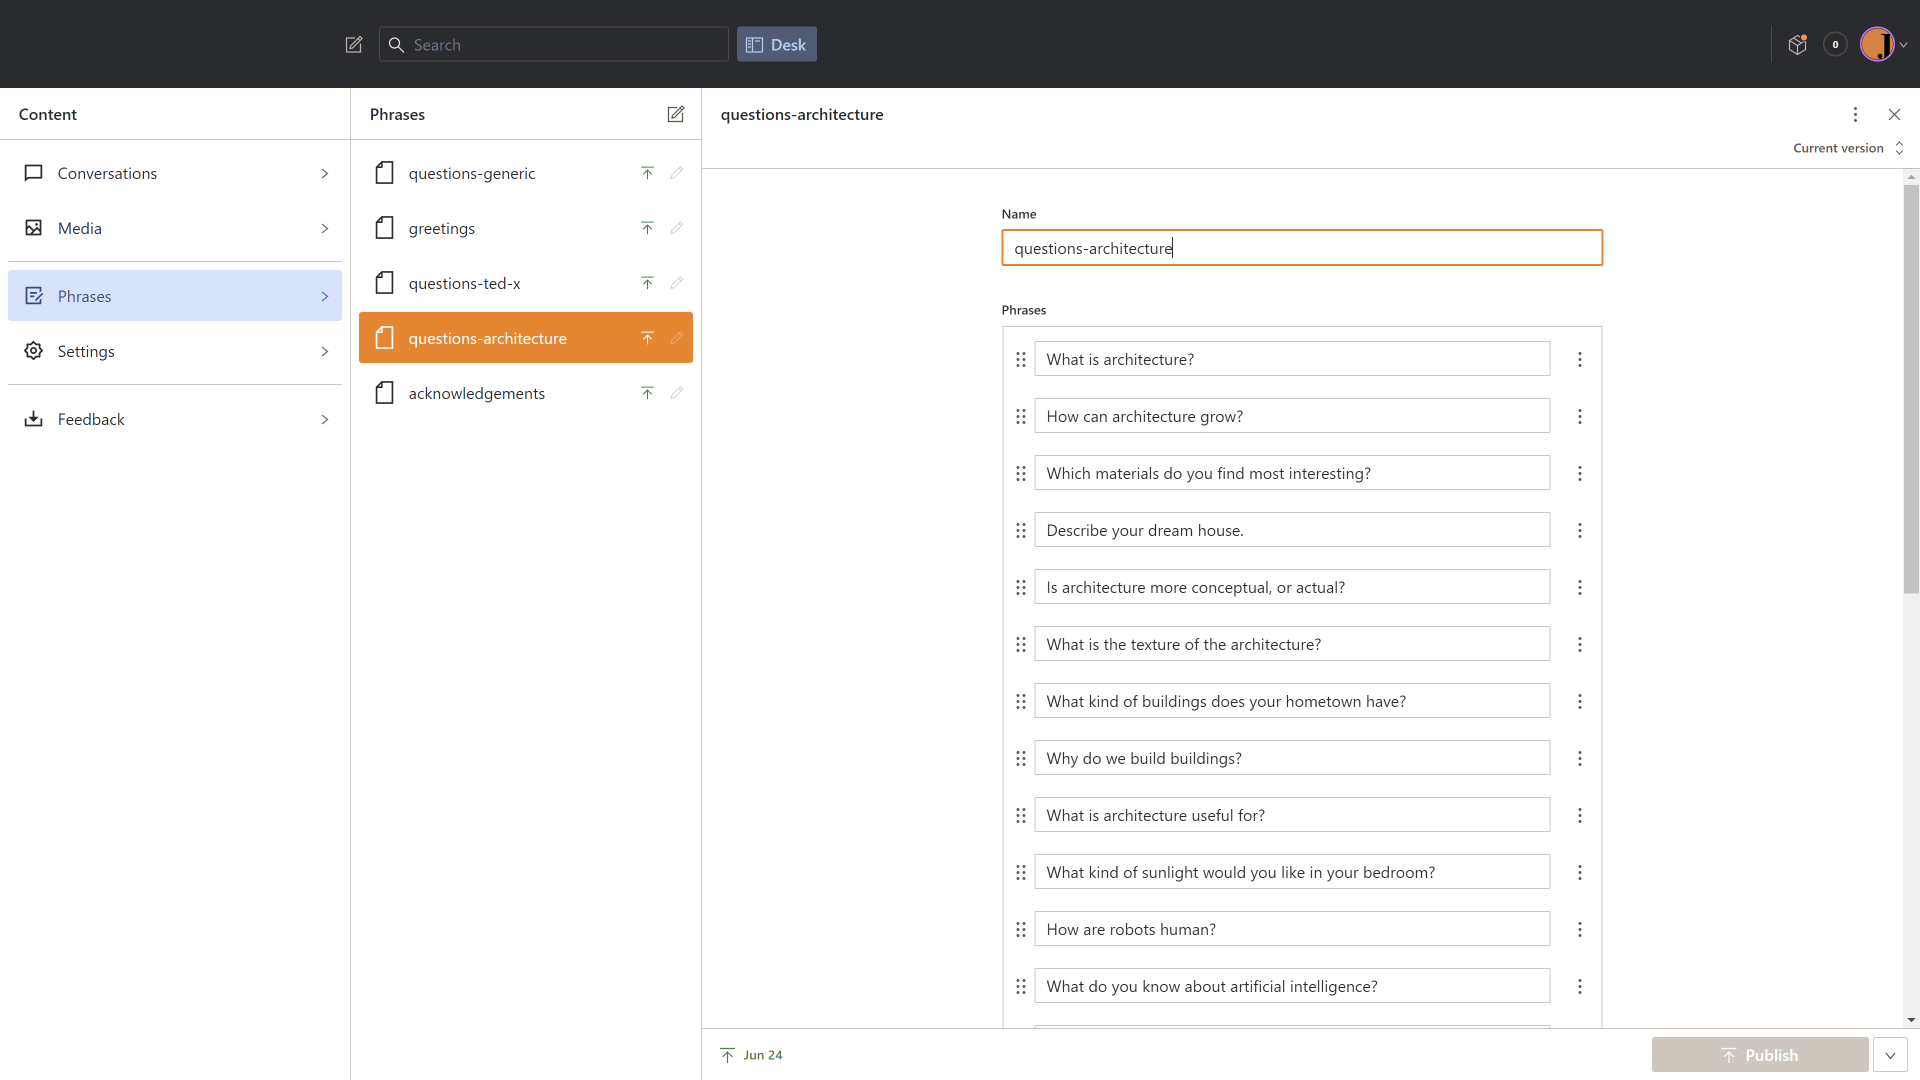 Search
Desk
0
J
Content
Conversations
Media
Phrases
Settings
Feedback
Phrases
questions-generic
greetings
questions-ted-x
questions-architecture
acknowledgements
questions-architecture
Current version
Name
questions-architecture
Phrases
What is architecture?
How can architecture grow?
Which materials do you find most interesting?
Describe your dream house.
Is architecture more conceptual, or actual?
What is the texture of the architecture?
What kind of buildings does your hometown have?
Why do we build buildings?
What is architecture useful for?
What kind of sunlight would you like in your bedroom?
How are robots human?
What do you know about artificial intelligence?
Jun 24
Publish